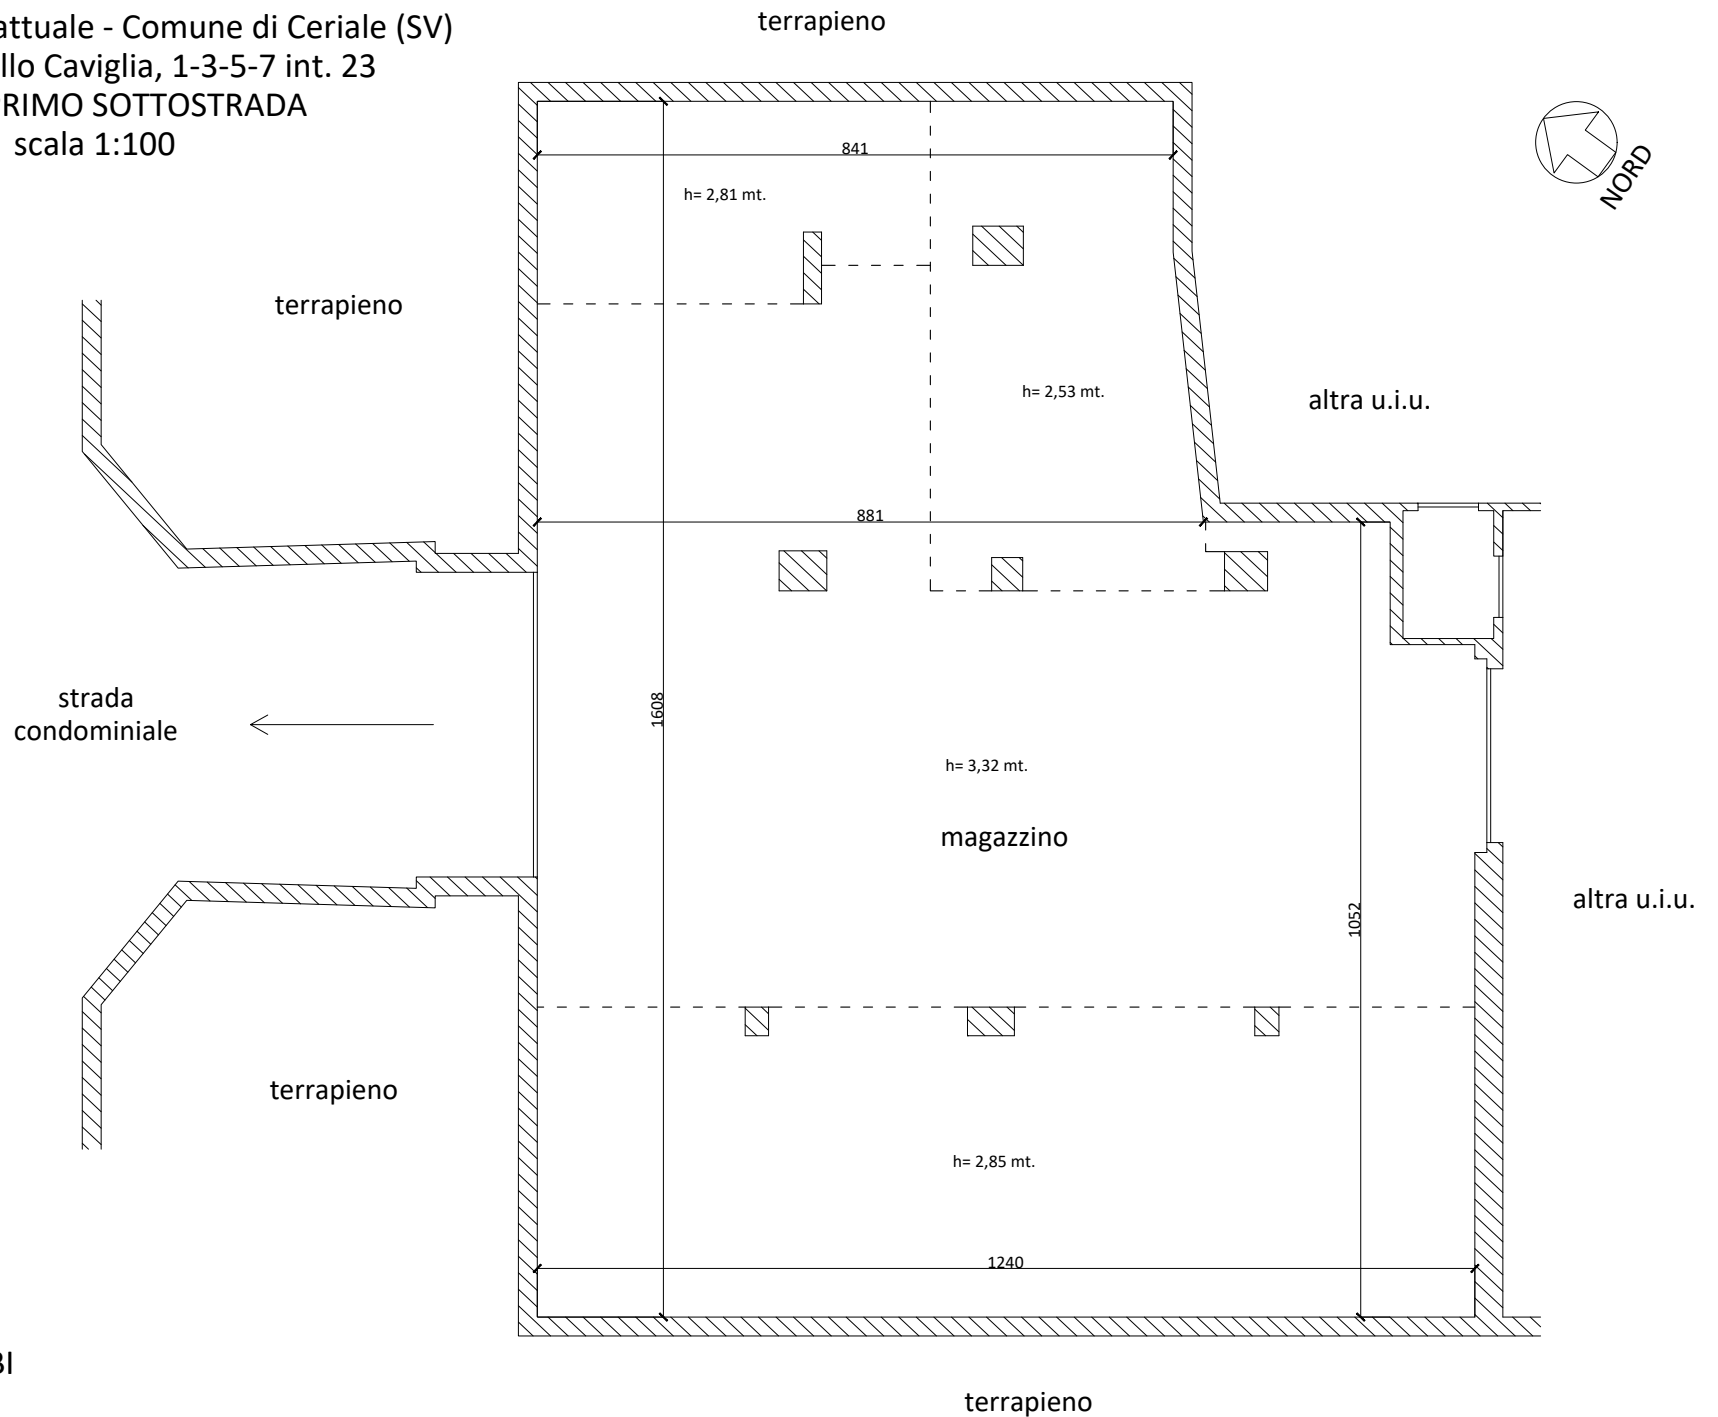 attuale - Comune di Ceriale (SV)
llo Caviglia, 1-3-5-7 int. 23
RIMO SOTTOSTRADA
scala 1:100
terrapieno
NORD
841
h= 2,81 mt.
terrapieno
h= 2,53 mt.
altra u.i.u.
881
strada
condominiale
1608
h= 3,32 mt.
magazzino
1052
altra u.i.u.
terrapieno
h= 2,85 mt.
1240
BI
terrapieno